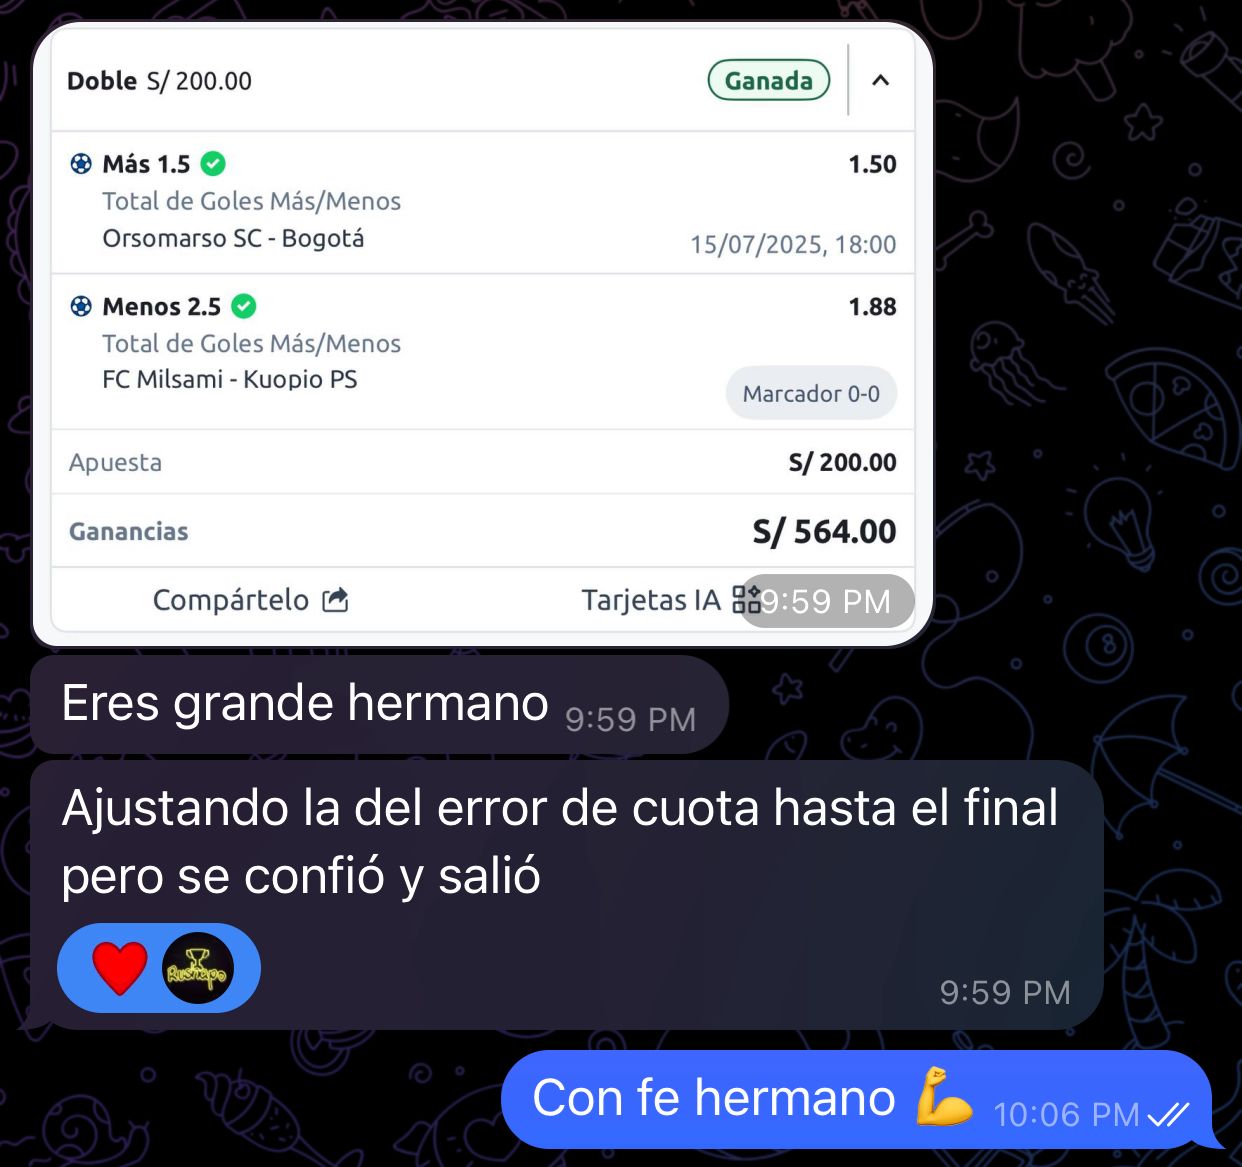 Doble S/ 200.00
Ganada
Más 1.5
1.50
Total de Goles Más/Menos
Orsomarso SC - Bogotá
15/07/2025, 18:00
Menos 2.5
1.88
Total de Goles Más/Menos
FC Milsami - Kuopio PS
Marcador 0-0
Apuesta
S/ 200.00
Ganancias
S/ 564.00
Compártelo
Tarjetas IA
9:59 PM
Eres grande hermano
9:59 PM
Ajustando la del error de cuota hasta el final
pero se confió y salió
Rusñapo
9:59 PM
Con fe hermano 💪
10:06 PM